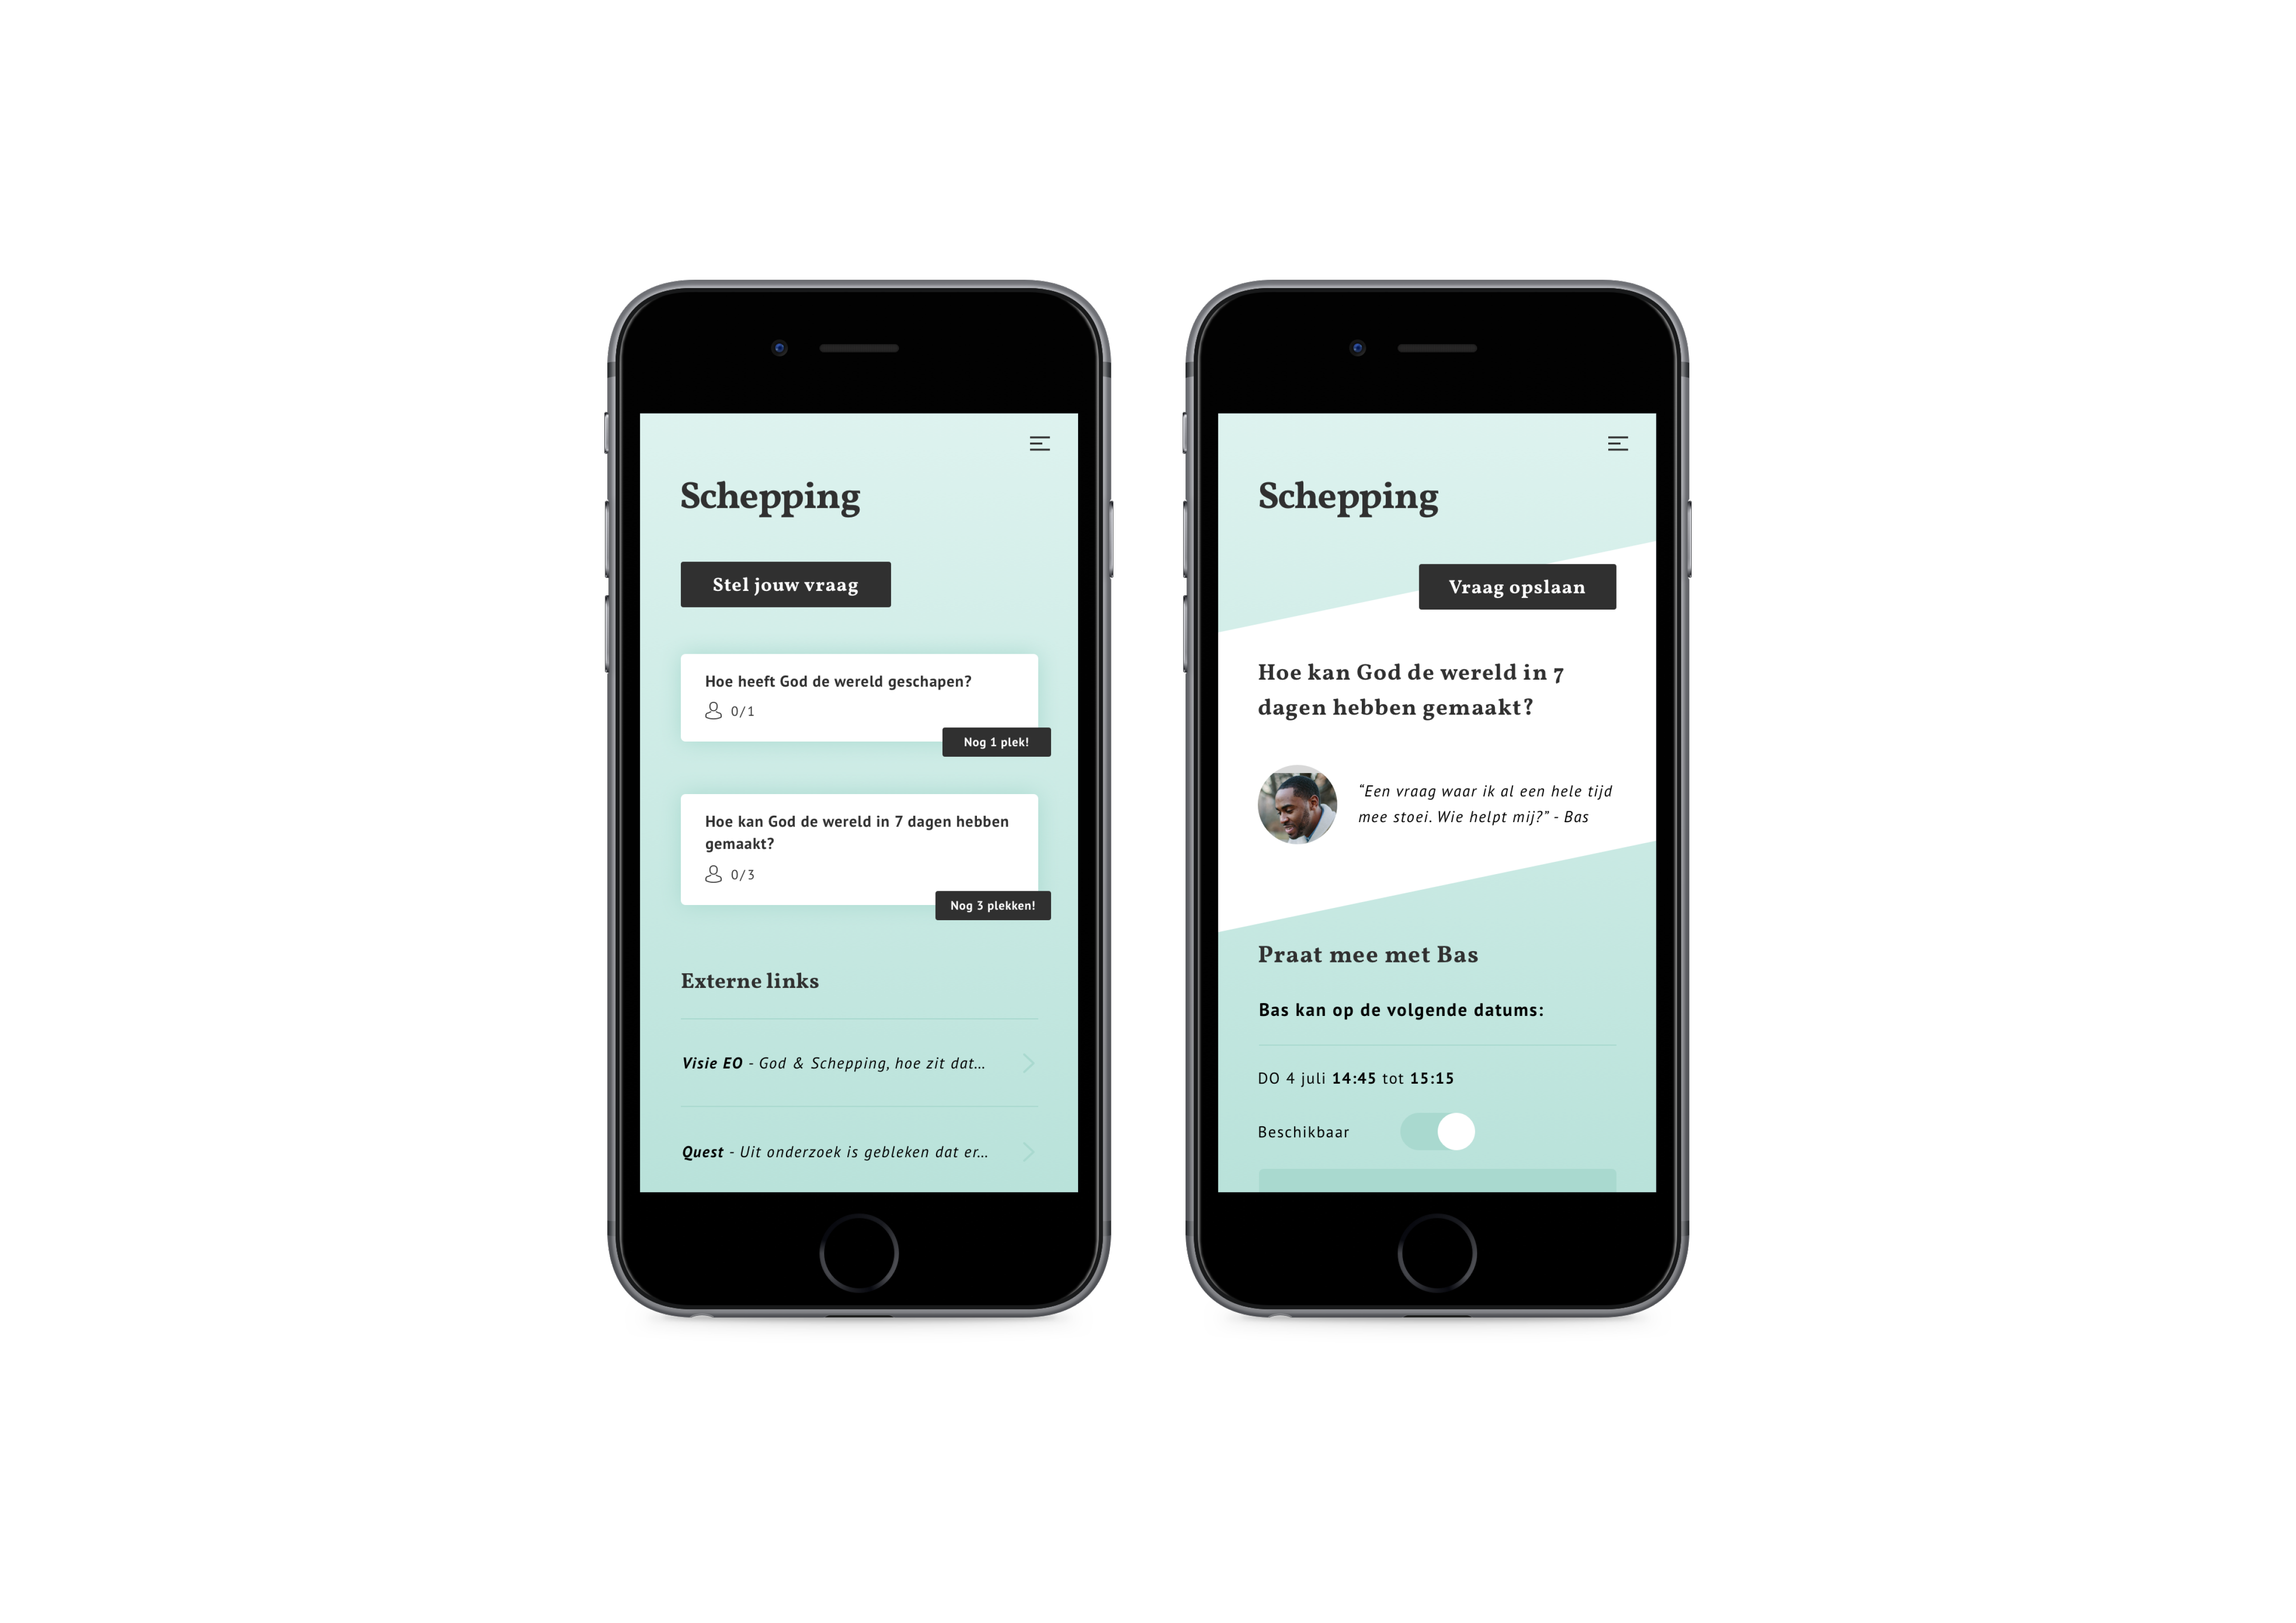 Schepping
Stel jouw vraag
Hoe heeft God de wereld geschapen?
0/1
Nog 1 plek!
Hoe kan God de wereld in 7 dagen hebben
gemaakt?
0/3
Nog 3 plekken!
Externe links
Visie EO - God & Schepping, hoe zit dat...
Quest - Uit onderzoek is gebleken dat er...
Schepping
Vraag opslaan
Hoe kan God de wereld in 7
dagen hebben gemaakt?
“Een vraag waar ik al een hele tijd
mee stoei. Wie helpt mij?” - Bas
Praat mee met Bas
Bas kan op de volgende datums:
DO 4 juli 14:45 tot 15:15
Beschikbaar